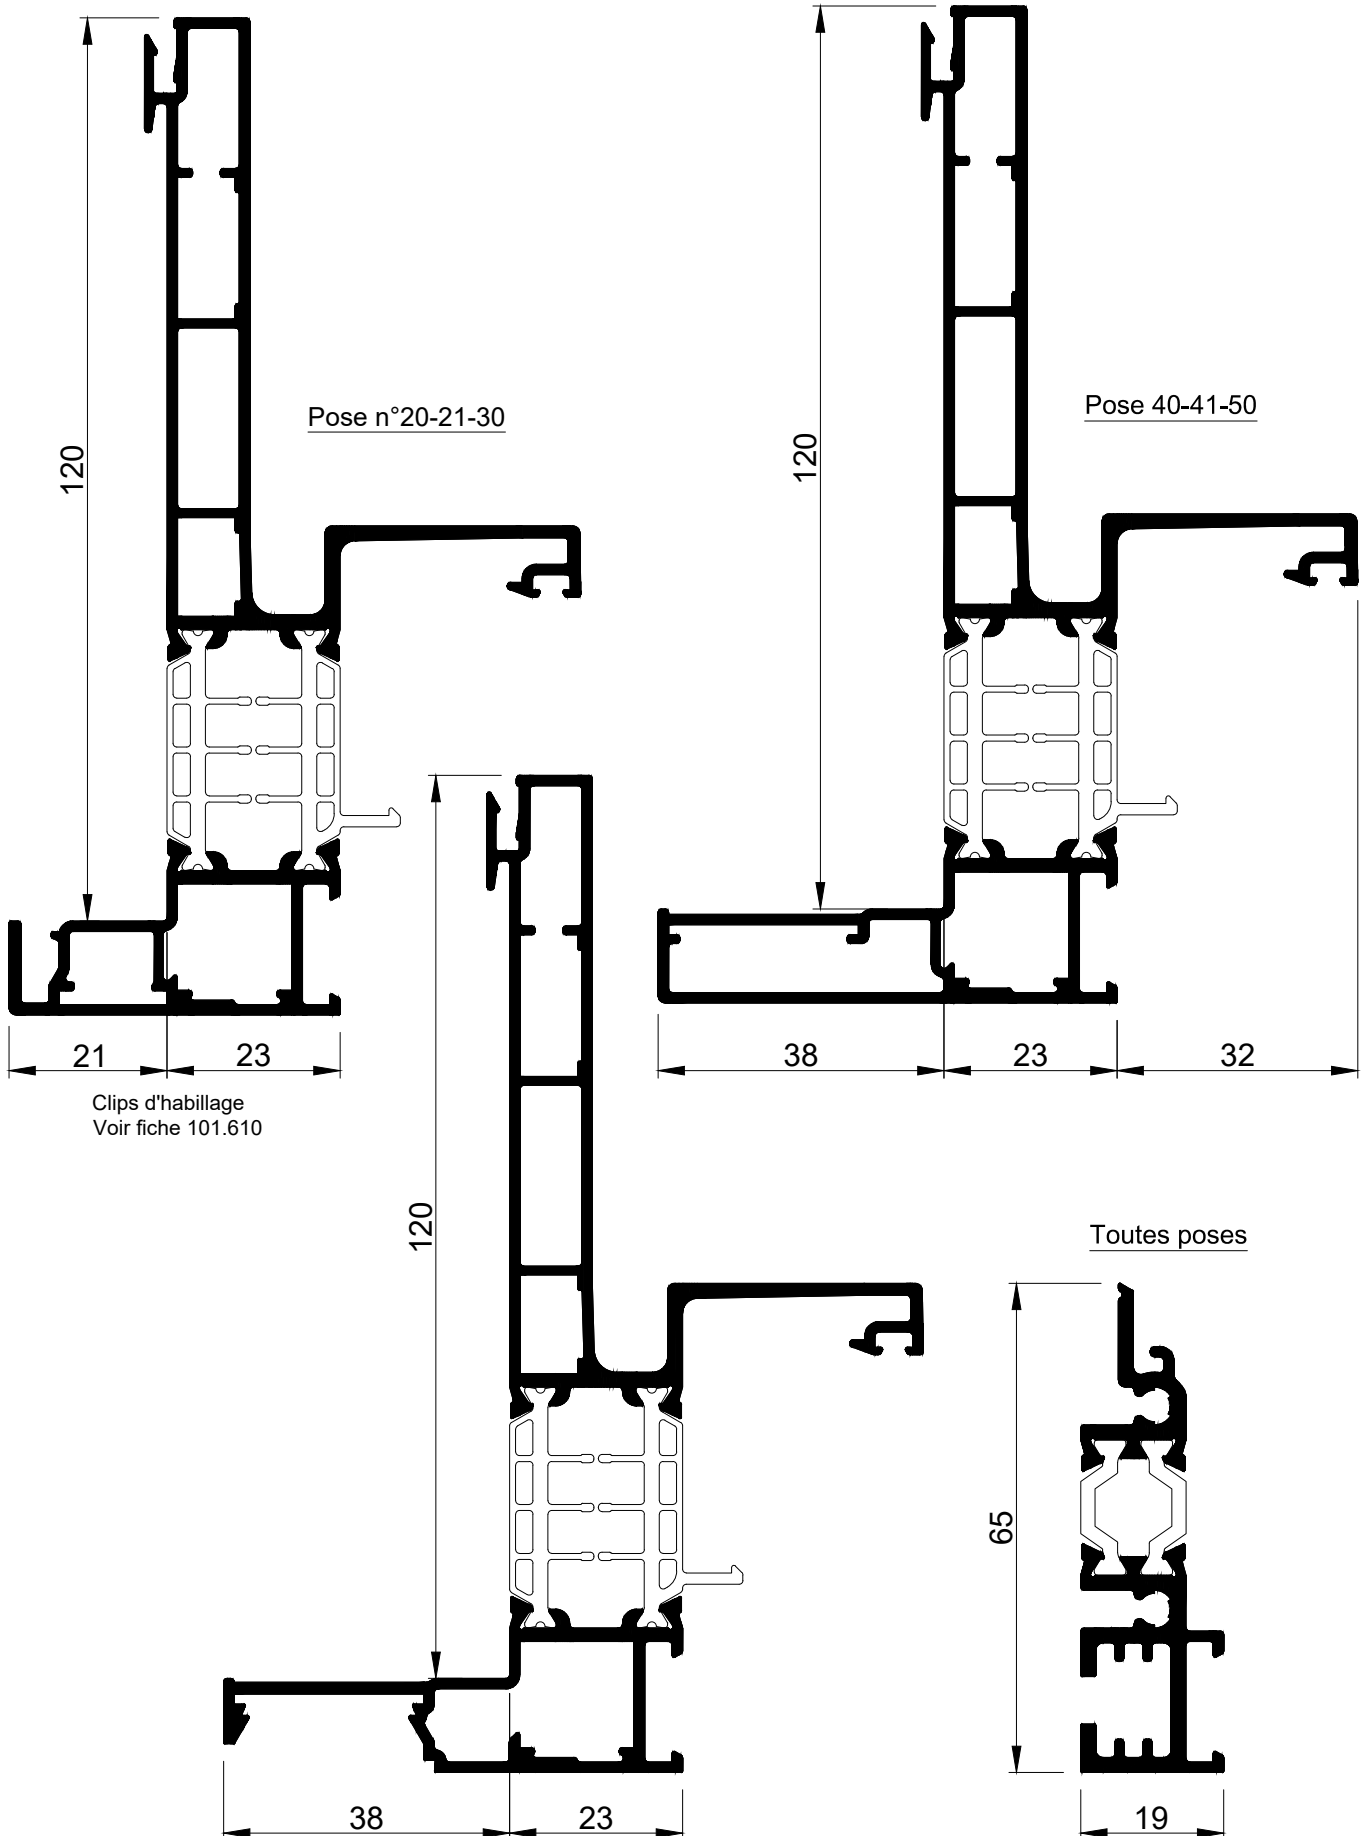 120
Pose n°20-21-30
21
23
Clips d'habillage
Voir fiche 101.610
120
Pose 40-41-50
38
23
32
120
38
23
Toutes poses
65
19